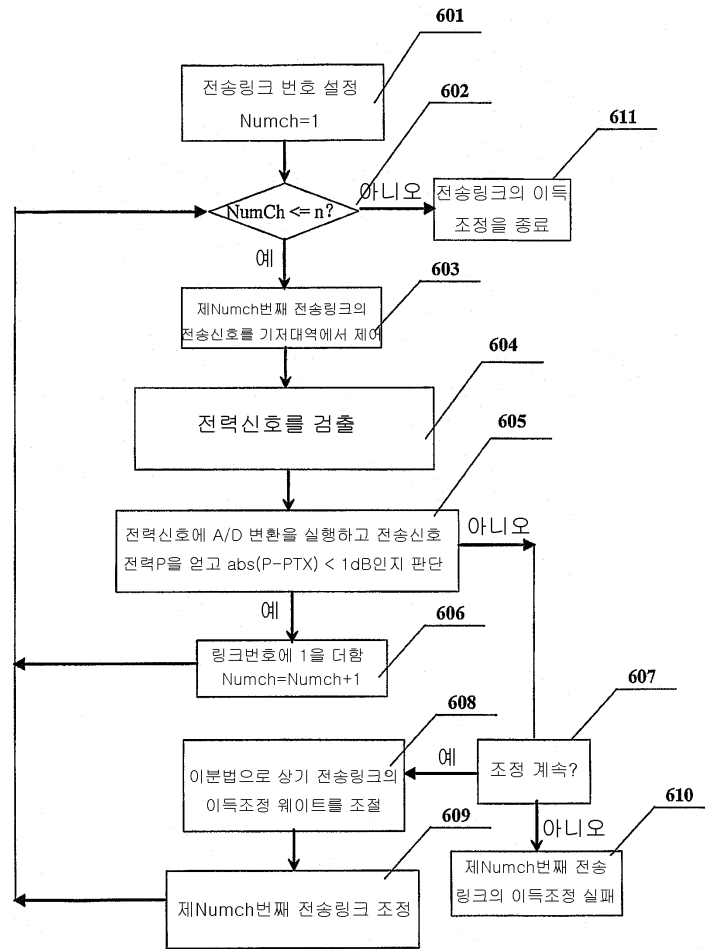 601
전송링크 번호 설정
Numch=1
602
611
NumCh <= n?
아니오
전송링크의 이득
조정을 종료
예
603
제Numch번째 전송링크의
전송신호를 기저대역에서 제어
604
전력신호를 검출
605
전력신호에 A/D 변환을 실행하고 전송신호
전력P을 얻고 abs(P-PTX) < 1dB인지 판단
아니오
예
606
링크번호에 1을 더함
Numch=Numch+1
607
608
이분법으로 상기 전송링크의
이득조정 웨이트를 조절
예
조정 계속?
609
610
아니오
제Numch번째 전송링크 조정
제Numch번째 전송
링크의 이득조정 실패